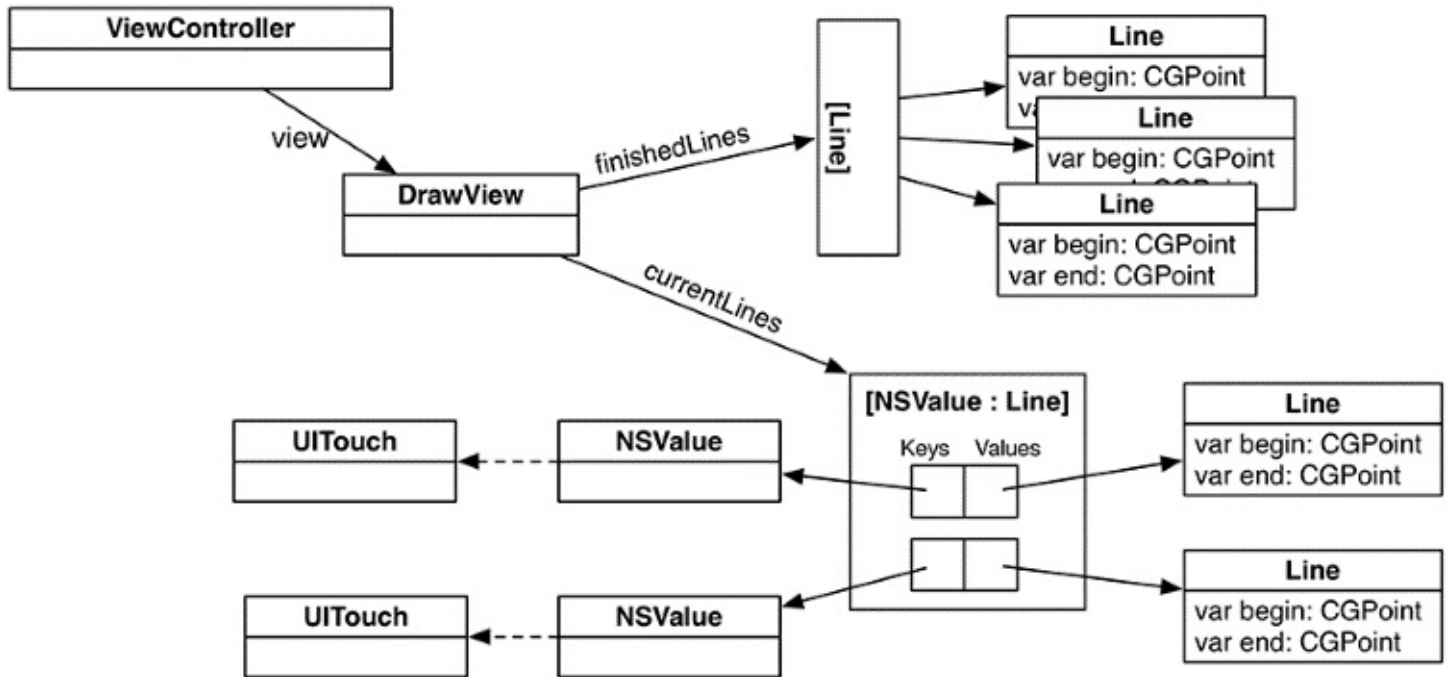 ViewController
view
DrawView
finishedLines
[Line]
Line
var begin: CGPoint
Line
var begin: CGPoint
Line
var begin: CGPoint
var end: CGPoint
currentLines
[NSValue : Line]
Keys Values
UITouch
NSValue
Line
var begin: CGPoint
var end: CGPoint
UITouch
NSValue
Line
var begin: CGPoint
var end: CGPoint